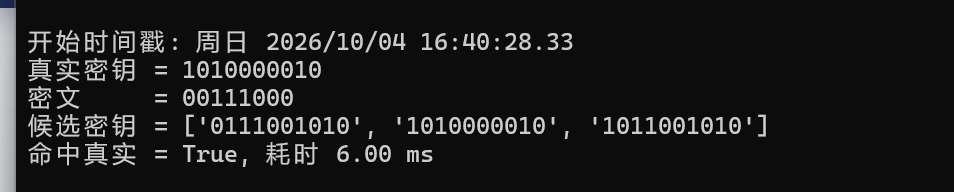 开始时间戳: 周日 2026/10/04 16:40:28.33
真实密钥 = 1010000010
密文     = 00111000
候选密钥 = ['0111001010', '1010000010', '1011001010']
命中真实 = True, 耗时 6.00 ms